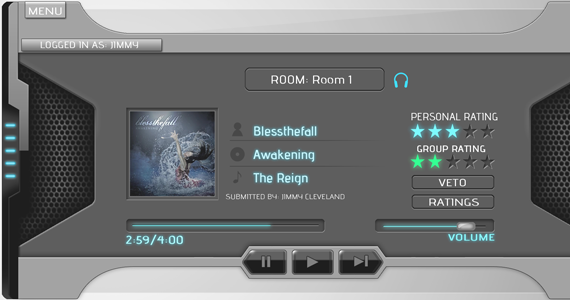 MENU
LOGGED IN AS: JIMMY
ROOM: Room 1
blessthefall
Blessthefall
Awakening
The Reign
SUBMITTED BY: JIMMY CLEVELAND
PERSONAL RATING
GROUP RATING
VETO
RATINGS
2:59/4:00
VOLUME